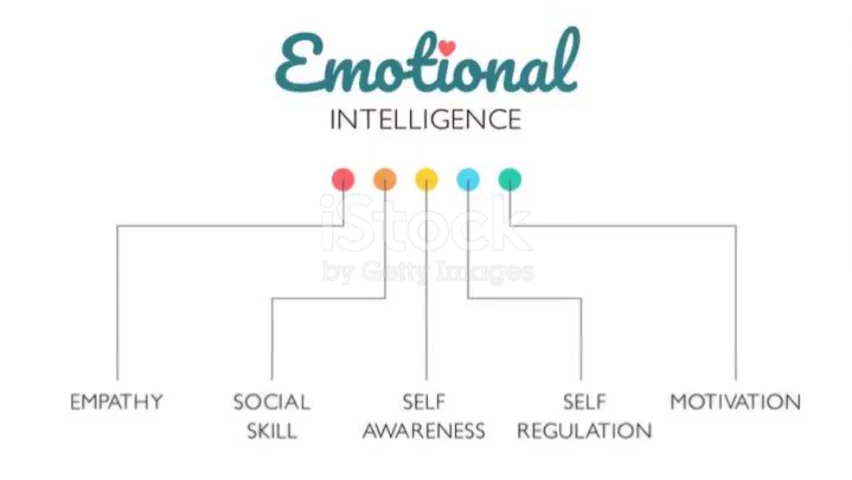 Emotional
INTELLIGENCE
iStock
by Getty Images
EMPATHY
SOCIAL
SKILL
SELF
AWARENESS
SELF
REGULATION
MOTIVATION